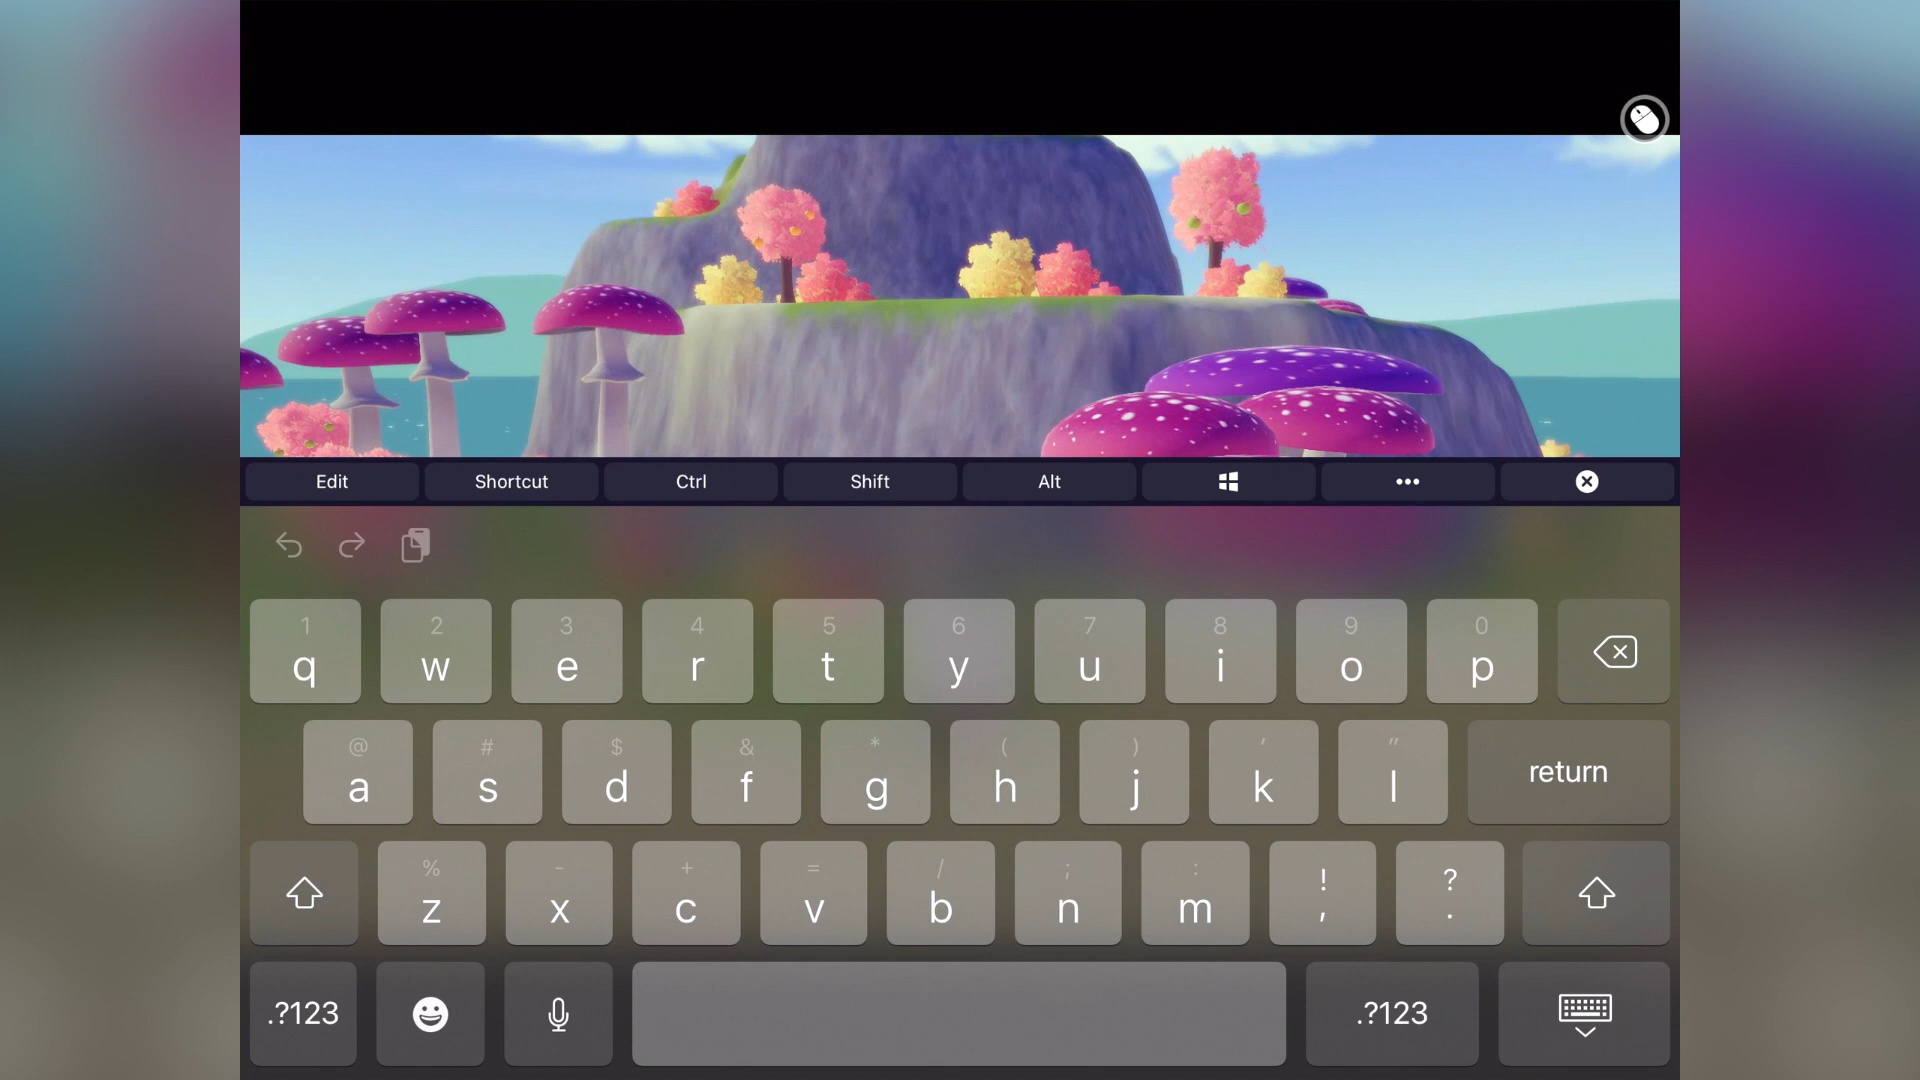 Edit Shortcut Ctrl Shift Alt •••
1 2 3 4 5 6 7 8 9 0
q w e r t y u i o p
@ # $ & * ( ) ' "
a s d f g h j k l return
% - + = / ; : ! ?
z x c v b n m , .
.?123 .?123